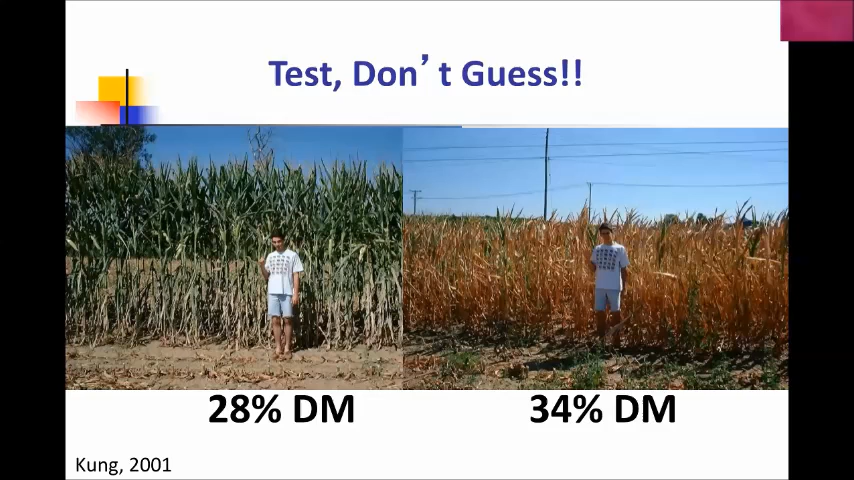 Test, Don’t Guess!!
28% DM
34% DM
Kung, 2001